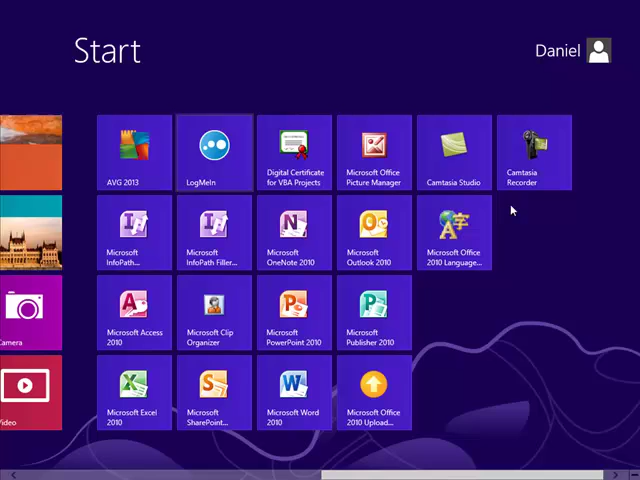 Start
Daniel
AVG 2013
LogMeIn
Digital Certificate
for VBA Projects
Microsoft Office
Picture Manager
Camtasia Studio
Camtasia
Recorder
Microsoft
InfoPath...
Microsoft
InfoPath Filler...
Microsoft
OneNote 2010
Microsoft
Outlook 2010
Microsoft Office
2010 Language...
Camera
Microsoft Access
2010
Microsoft Clip
Organizer
Microsoft
PowerPoint 2010
Microsoft
Publisher 2010
Video
Microsoft Excel
2010
Microsoft
SharePoint...
Microsoft Word
2010
Microsoft Office
2010 Upload...